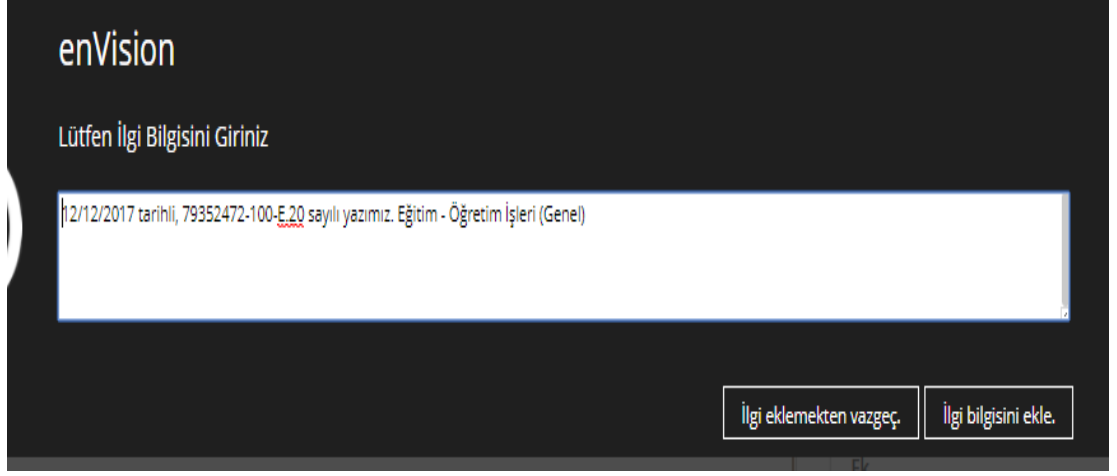 enVision
Lütfen İlgi Bilgisini Giriniz
12/12/2017 tarihli, 79352472-100-E.20 sayılı yazımız. Eğitim - Öğretim İşleri (Genel)
İlgi eklemekten vazgeç. İlgi bilgisini ekle.
Ek